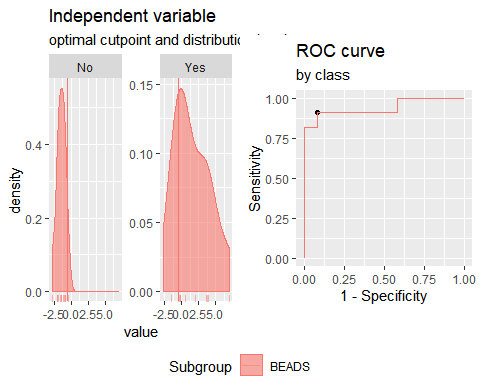 Independent variable
optimal cutpoint and distributio
No
Yes
density
0.4
0.2
0.0
-2.50.02.55.0
0.15
0.10
0.05
0.00
-2.50.02.55.0
value
ROC curve
by class
Sensitivity
1.00
0.75
0.50
0.25
0.00
0.00 0.25 0.50 0.75 1.00
1 - Specificity
Subgroup BEADS